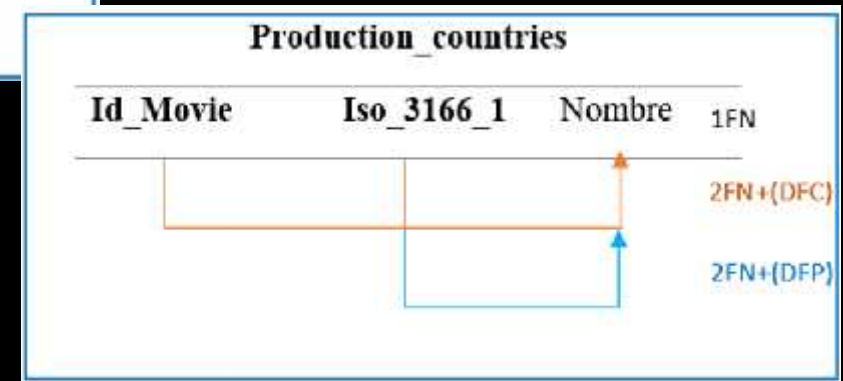 Production_countries
Id_Movie Iso_3166_1 Nombre 1FN
2FN+(DFC)
2FN+(DFP)